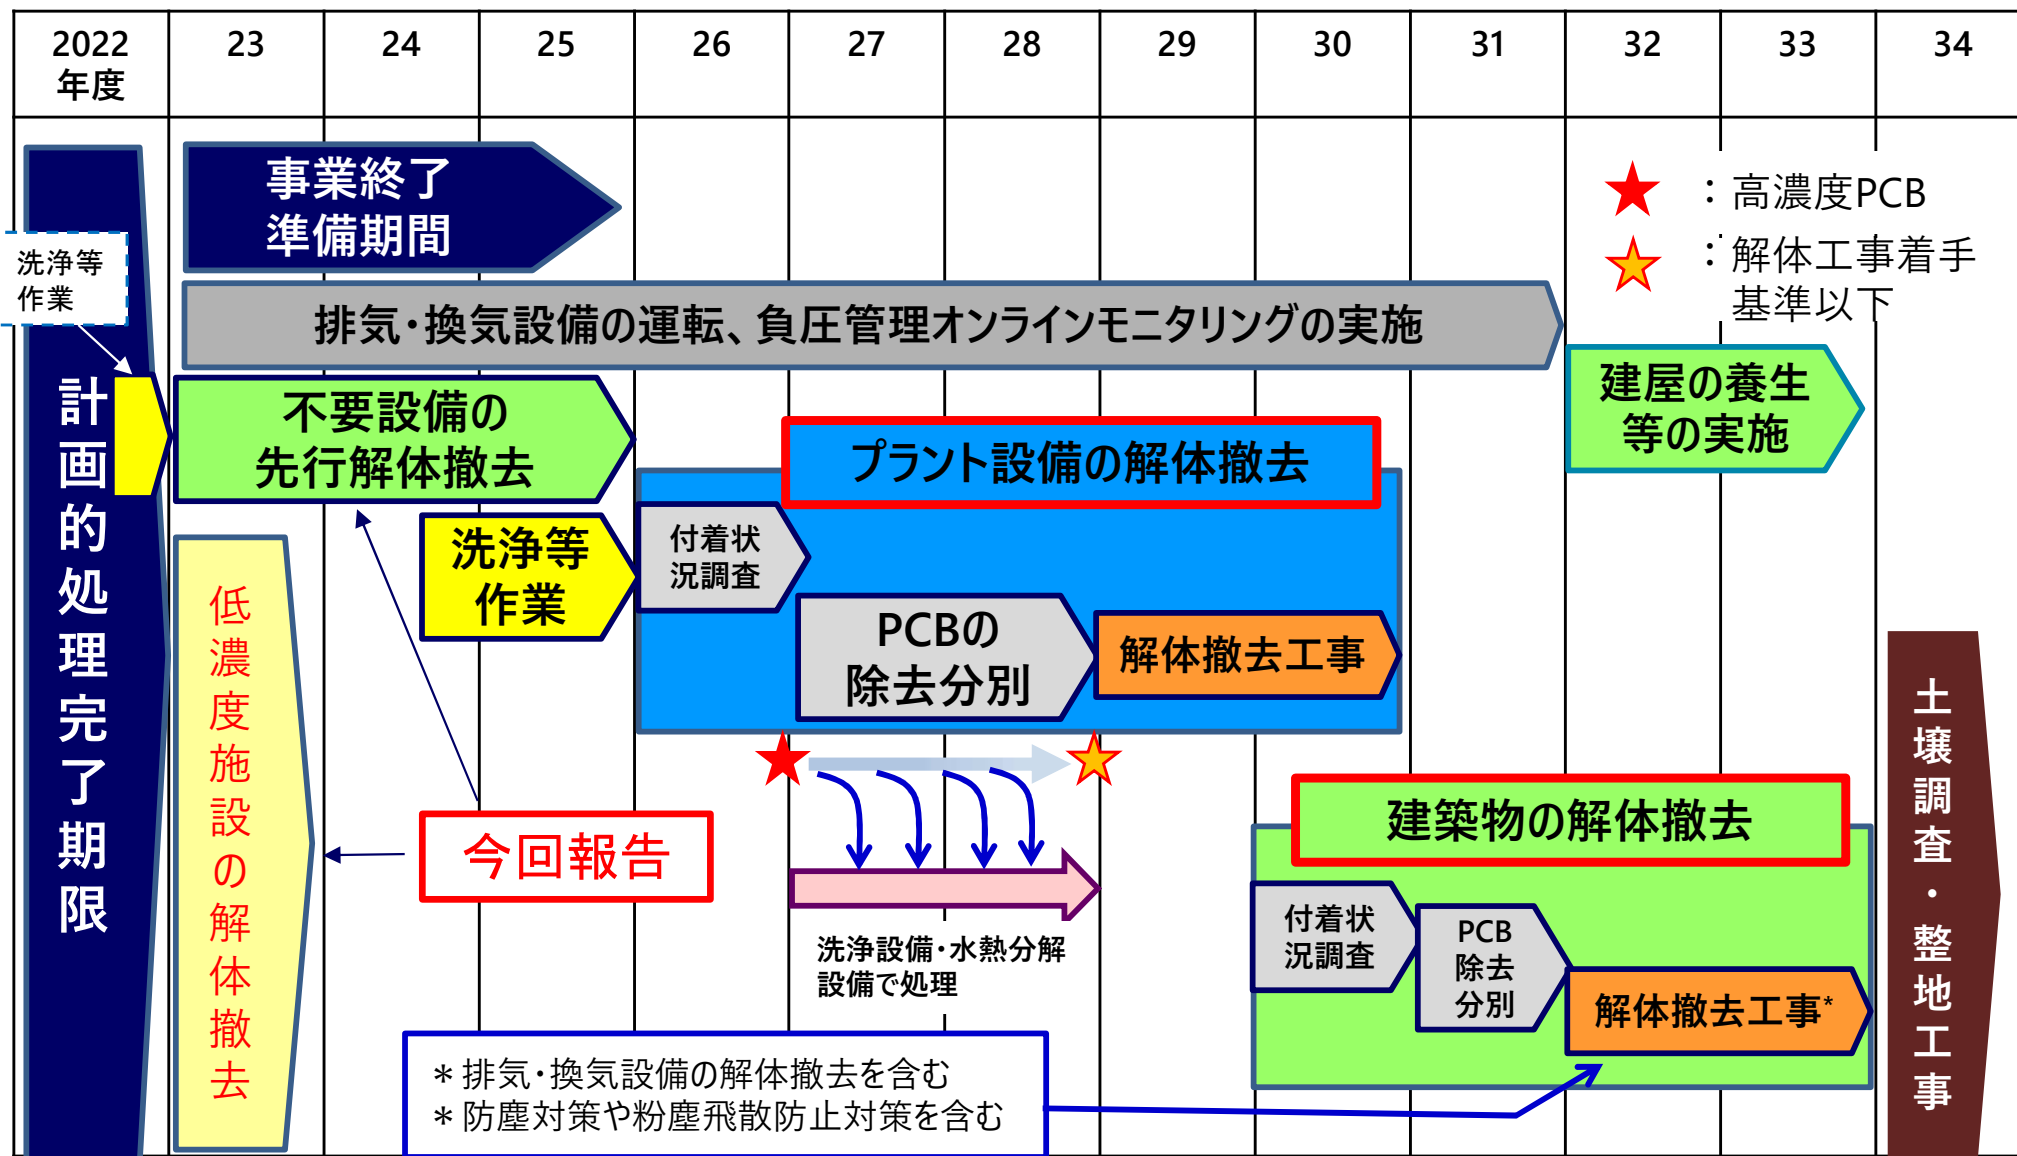 2022
年度
23
24
25
26
27
28
29
30
31
32
33
34
事業終了
準備期間
：高濃度PCB
：解体工事着手
基準以下
洗浄等
作業
排気・換気設備の運転、負圧管理オンラインモニタリングの実施
計画的処理完了期限
不要設備の
先行解体撤去
建屋の養生
等の実施
プラント設備の解体撤去
洗浄等
作業
付着状
況調査
低濃度施設の解体撤去
PCBの
除去分別
解体撤去工事
土壌調査・整地工事
今回報告
建築物の解体撤去
洗浄設備・水熱分解
設備で処理
付着状
況調査
PCB
除去
分別
解体撤去工事*
＊排気・換気設備の解体撤去を含む
＊防塵対策や粉塵飛散防止対策を含む